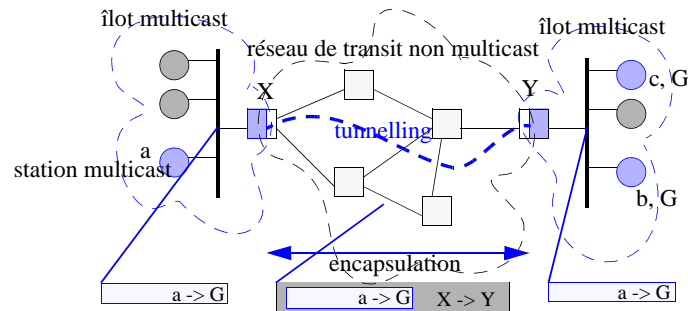 îlot multicast
réseau de transit non multicast
îlot multicast
X
Y
c, G
tunnelling
a
station multicast
b, G
encapsulation
a -> G
a -> G
X -> Y
a -> G